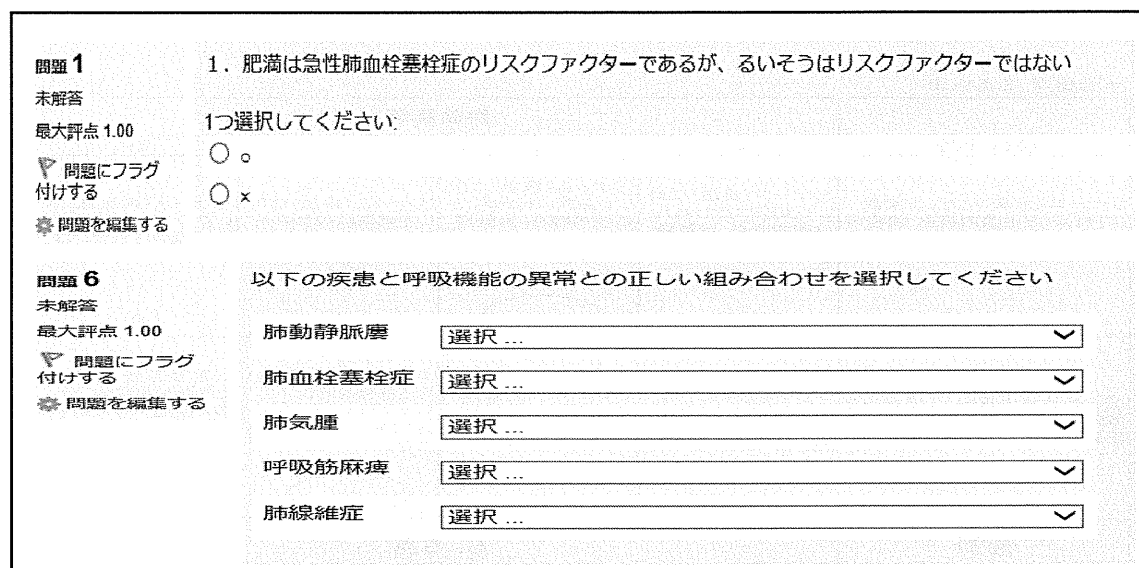 問題 1
未解答
最大評点 1.00
問題にフラグ
付けする
問題を編集する
1. 肥満は急性肺血栓塞栓症のリスクファクターであるが、るいそうはリスクファクターではない
1つ選択してください:
○
×
問題 6
未解答
最大評点 1.00
問題にフラグ
付けする
問題を編集する
以下の疾患と呼吸機能の異常との正しい組み合わせを選択してください
肺動静脈廔 選択 ...
肺血栓塞栓症 選択 ...
肺気腫 選択 ...
呼吸筋麻痺 選択 ...
肺線維症 選択 ...